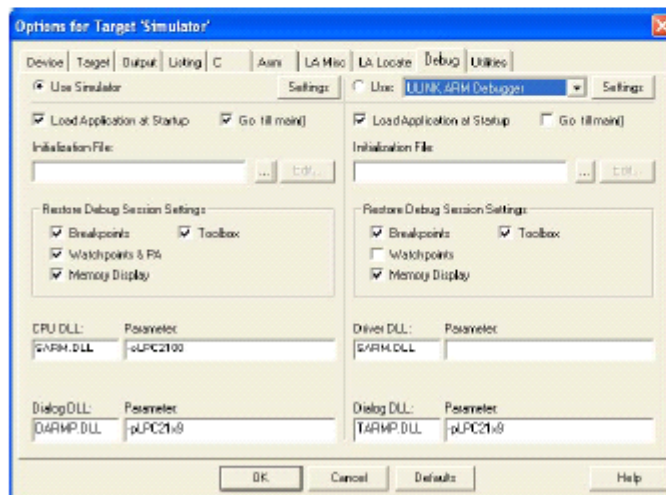 Options for Target 'Simulator'
Device Target Output Listing C Asm LA Misc LA Locate Debug Utilities
Use Simulator Settings Use: ULINK ARM Debugger Settings
Load Application at Startup Go till main() Load Application at Startup Go till main()
Initialization File: Initialization File:
... Edit... ... Edit...
Restore Debug Session Settings Restore Debug Session Settings
Breakpoints Toolbox Breakpoints Toolbox
Watchpoints & PA Watchpoints
Memory Display Memory Display
CPU DLL: Parameter: Driver DLL: Parameter:
SARM.DLL -cLPC2100 SARM.DLL
Dialog DLL: Parameter: Dialog DLL: Parameter:
DARMP.DLL -pLPC21x9 TARMP.DLL -pLPC21x9
OK Cancel Defaults Help